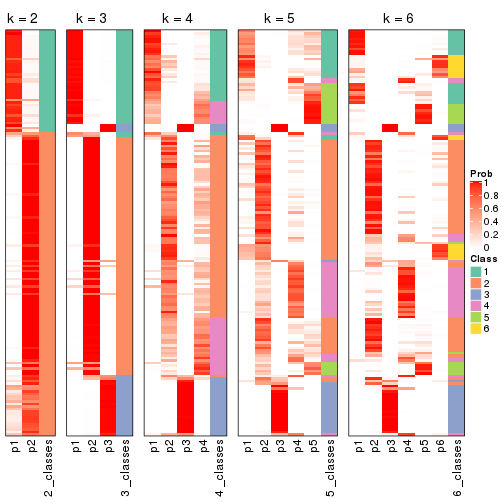 k = 2
k = 3
k = 4
k = 5
k = 6
p1
p2
2_classes
p1
p2
p3
3_classes
p1
p2
p3
p4
4_classes
p1
p2
p3
p4
p5
5_classes
p1
p2
p3
p4
p5
p6
6_classes
Prob
1
0.8
0.6
0.4
0.2
0
Class
1
2
3
4
5
6